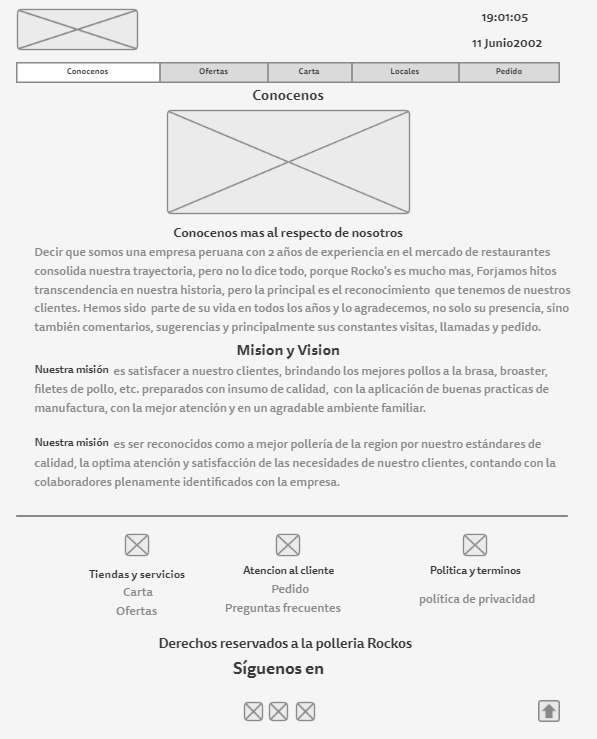 19:01:05
11 Junio2002
Conocenos
Ofertas
Carta
Locales
Pedido
Conocenos
Conocenos mas al respecto de nosotros
Decir que somos una empresa peruana con 2 años de experiencia en el mercado de restaurantes
consolida nuestra trayectoria, pero no lo dice todo, porque Rocko's es mucho mas, Forjamos hitos
transcendencia en nuestra historia, pero la principal es el reconocimiento que tenemos de nuestros
clientes. Hemos sido parte de su vida en todos los años y lo agradecemos, no solo su presencia, sino
también comentarios, sugerencias y principalmente sus constantes visitas, llamadas y pedido.
Mision y Vision
Nuestra misión es satisfacer a nuestro clientes, brindando los mejores pollos a la brasa, broaster,
filetes de pollo, etc. preparados con insumo de calidad, con la aplicación de buenas practicas de
manufactura, con la mejor atención y en un agradable ambiente familiar.
Nuestra misión es ser reconocidos como a mejor pollería de la region por nuestro estándares de
calidad, la optima atención y satisfacción de las necesidades de nuestro clientes, contando con la
colaboradores plenamente identificados con la empresa.
Tiendas y servicios
Carta
Ofertas
Atencion al cliente
Pedido
Preguntas frecuentes
Politica y terminos
política de privacidad
Derechos reservados a la polleria Rockos
Síguenos en